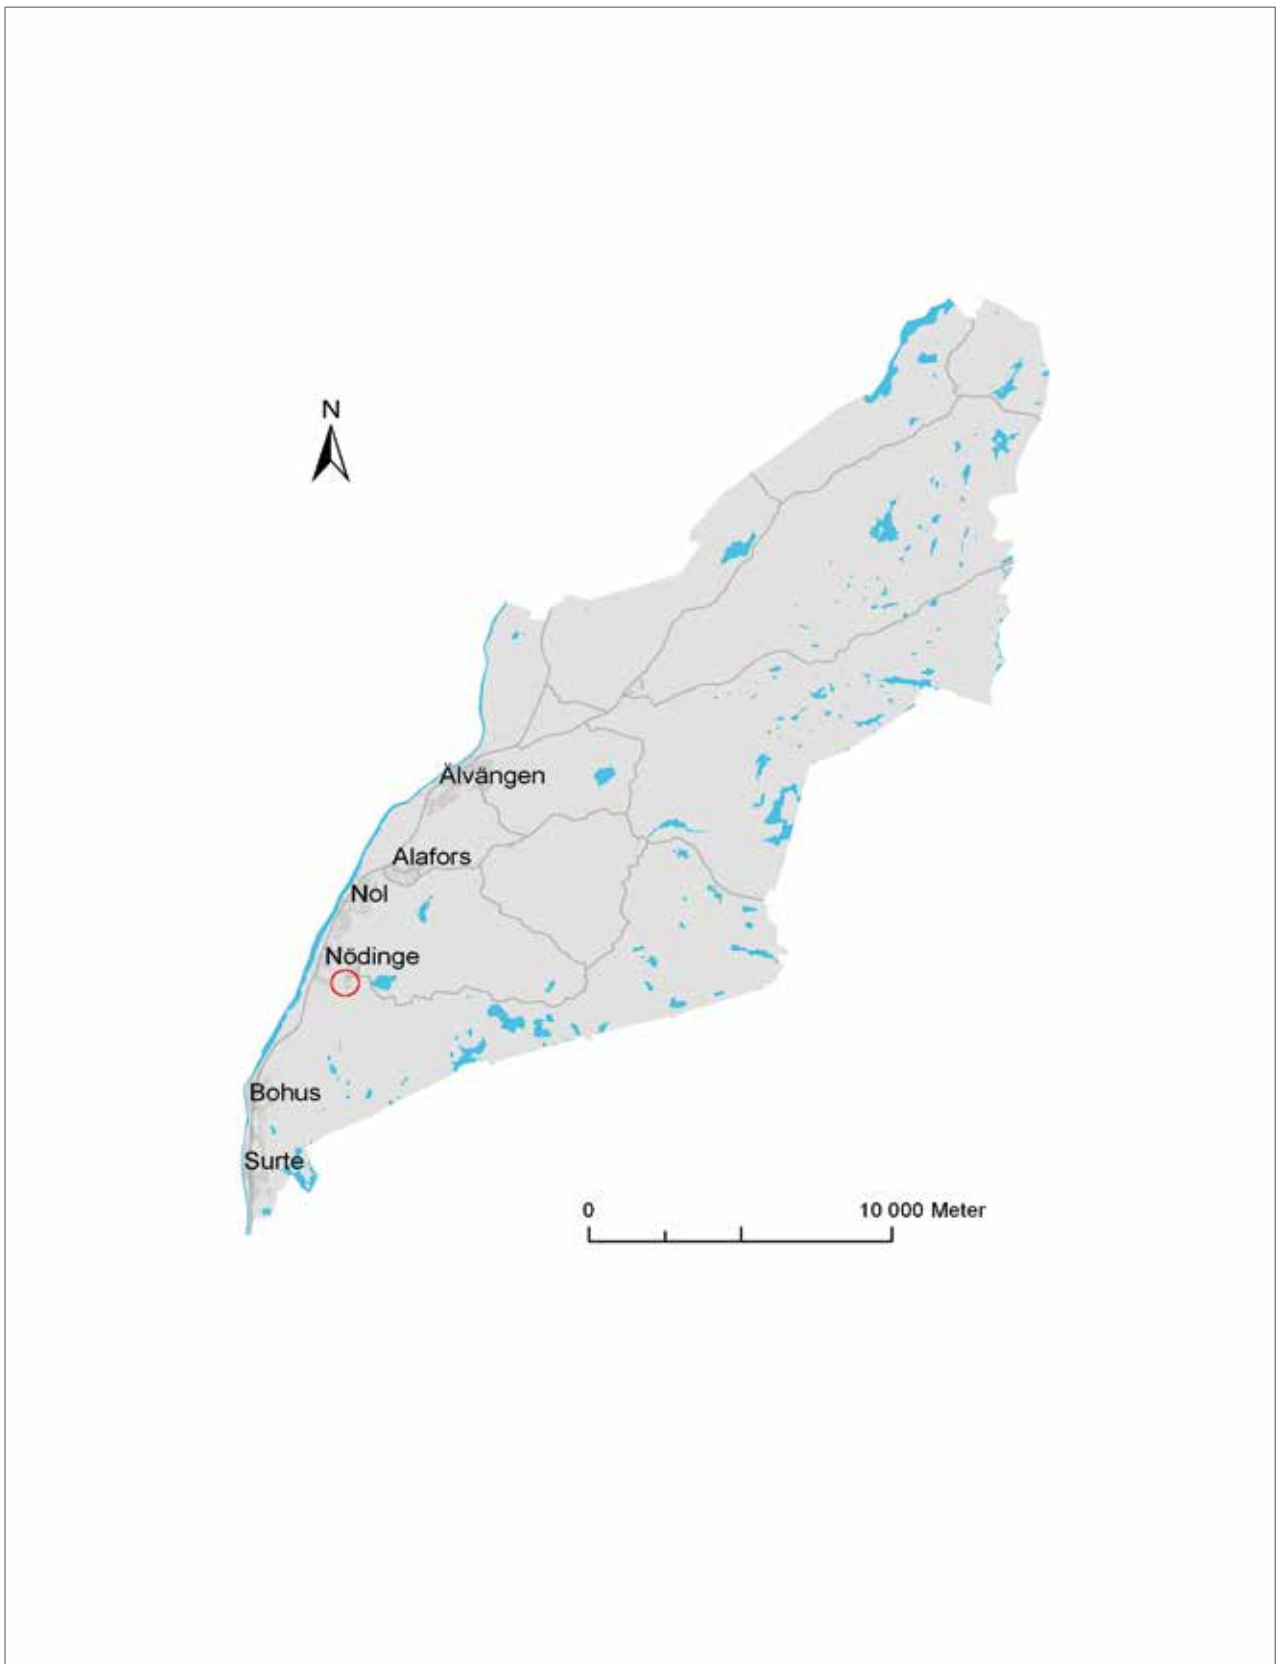 N
Älvängen
Alafors
Nol
Nödinge
Bohus
Surte
0 10 000 Meter